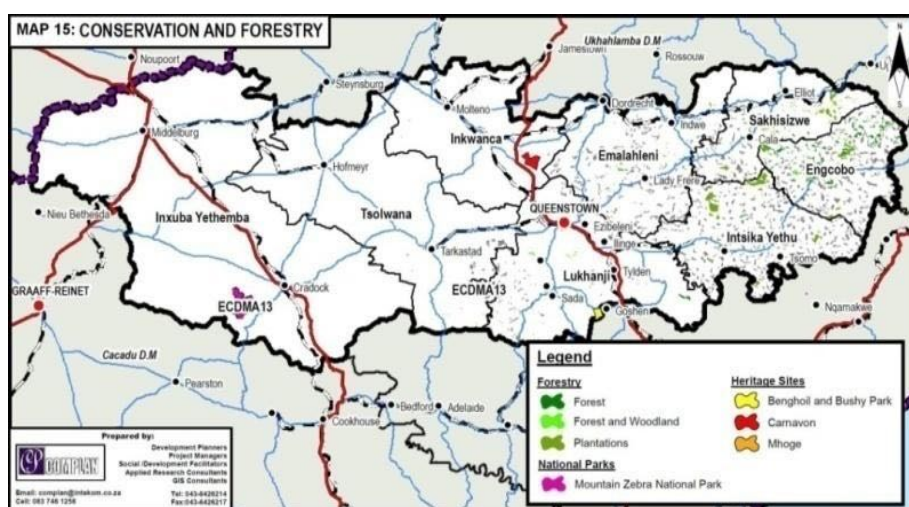 MAP 15: CONSERVATION AND FORESTRY
N
S
Ukhahlamba D.M
Jamestown
Rossouw
Noupoort
Steynsburg
Molteno
Dordrecht
Elliot
Middelburg
Indwe
Sakhisizwe
Cala
Inkwanca
Emalahleni
Engcobo
Hofmeyr
Lady Frere
Inxuba Yethemba
Tsolwana
QUEENSTOWN
Ezibeleni
Nieu Bethesda
Ilinge
Intsika Yethu
Tarkastad
Tsomo
Lukhanji
Tylden
GRAAFF-REINET
Cradock
ECDMA13
ECDMA13
Sada
Goshen
Nqamakwe
Cacadu D.M
Pearston
Bedford
Adelaide
Cookhouse
Legend
Forestry
Forest
Forest and Woodland
Plantations
National Parks
Mountain Zebra National Park
Heritage Sites
Benghoil and Bushy Park
Carnavon
Mhoge
Prepared by:
COMPLAN
Development Planners
Project Managers
Social /Development Facilitators
Applied Research Consultants
GIS Consultants
Email: complan@intekom.co.za
Cell: 083 746 1256
Tel: 043-6426214
Fax:043-6426217